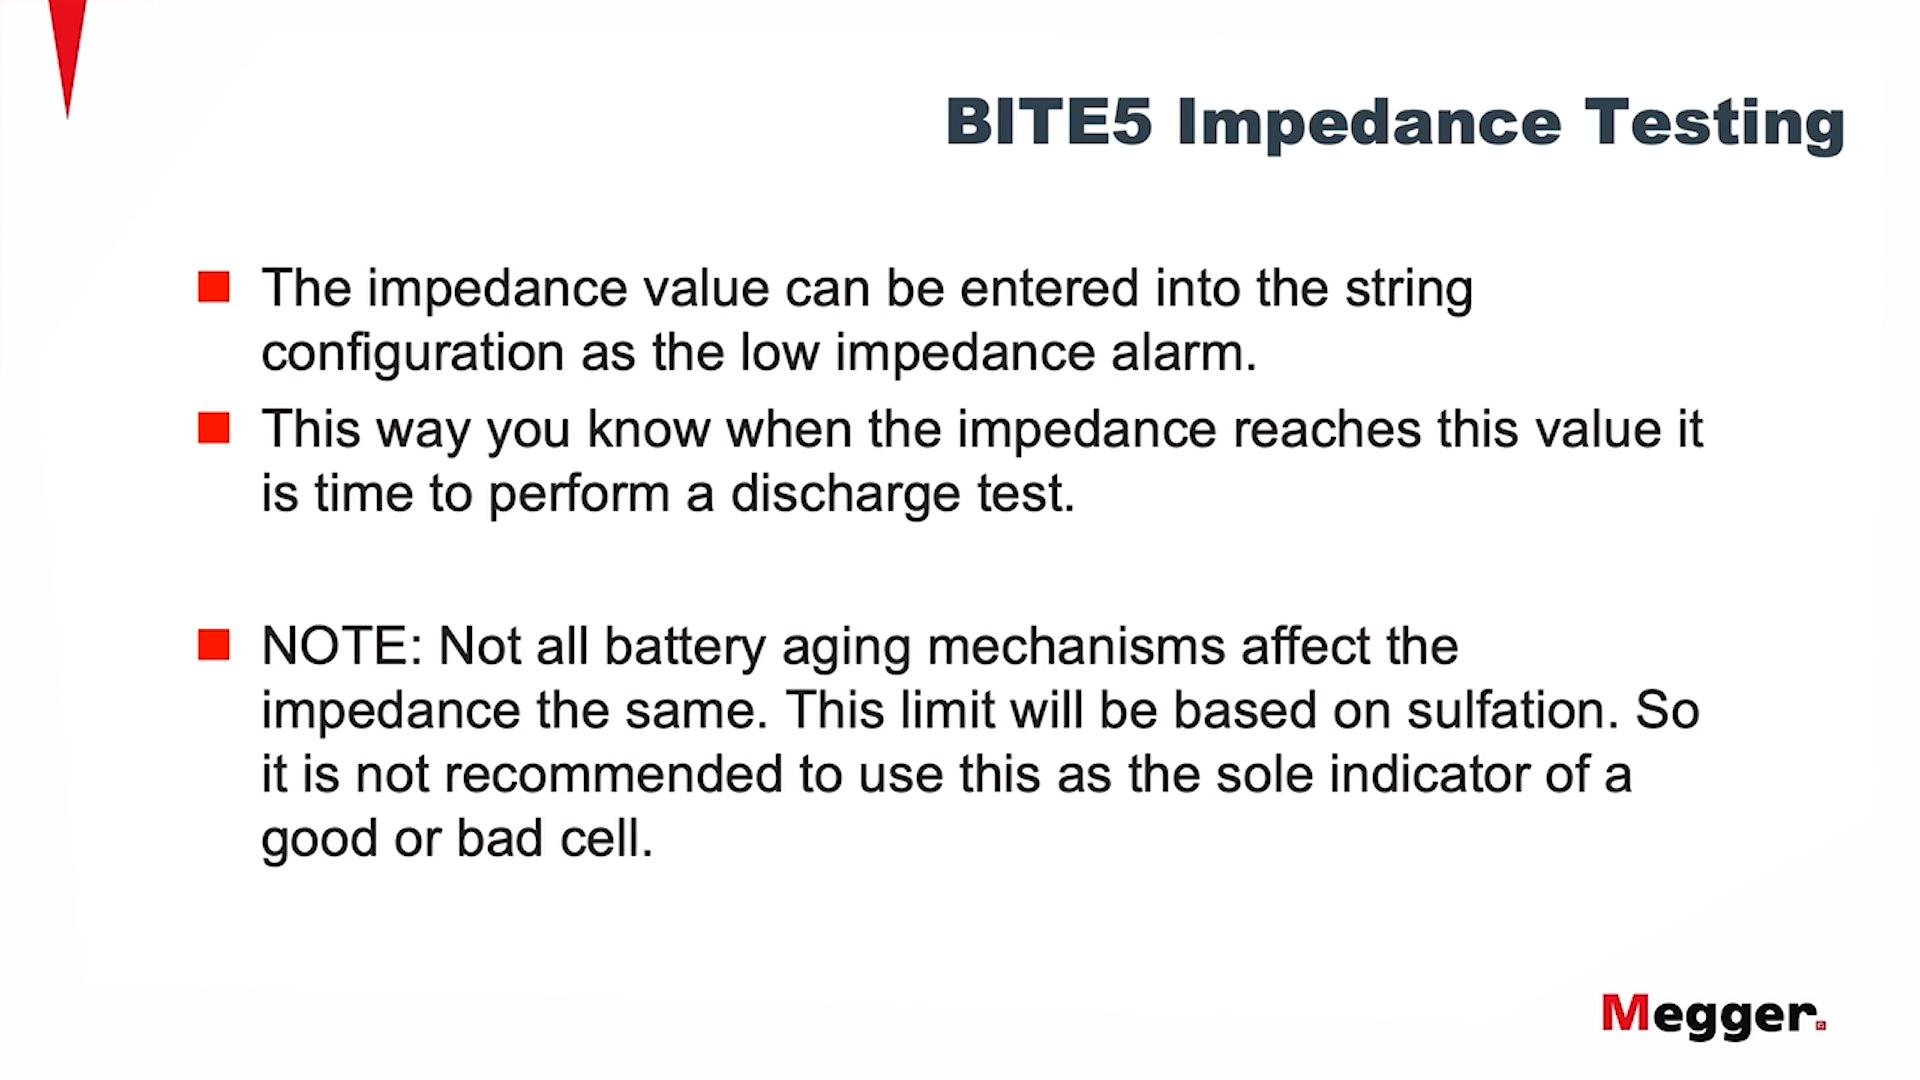 BITE5 Impedance Testing
The impedance value can be entered into the string
configuration as the low impedance alarm.
This way you know when the impedance reaches this value it
is time to perform a discharge test.
NOTE: Not all battery aging mechanisms affect the
impedance the same. This limit will be based on sulfation. So
it is not recommended to use this as the sole indicator of a
good or bad cell.
Megger.